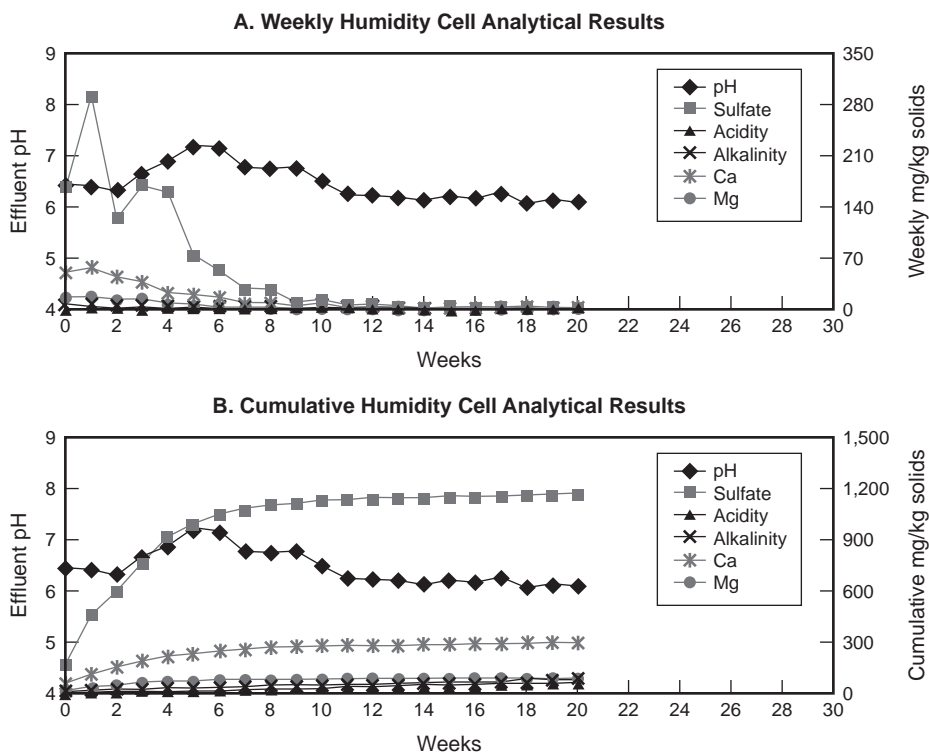 A. Weekly Humidity Cell Analytical Results
9
8
7
6
5
4
Effluent pH
350
300
210
140
70
0
Weekly mg/kg solids
pH
Sulfate
Acidity
Alkalinity
Ca
Mg
0 2 4 6 8 10 12 14 16 18 20 22 24 26 28 30
Weeks
B. Cumulative Humidity Cell Analytical Results
9
8
7
6
5
4
Effluent pH
1,500
1,200
900
600
300
0
Cumulative mg/kg solids
pH
Sulfate
Acidity
Alkalinity
Ca
Mg
0 2 4 6 8 10 12 14 16 18 20 22 24 26 28 30
Weeks